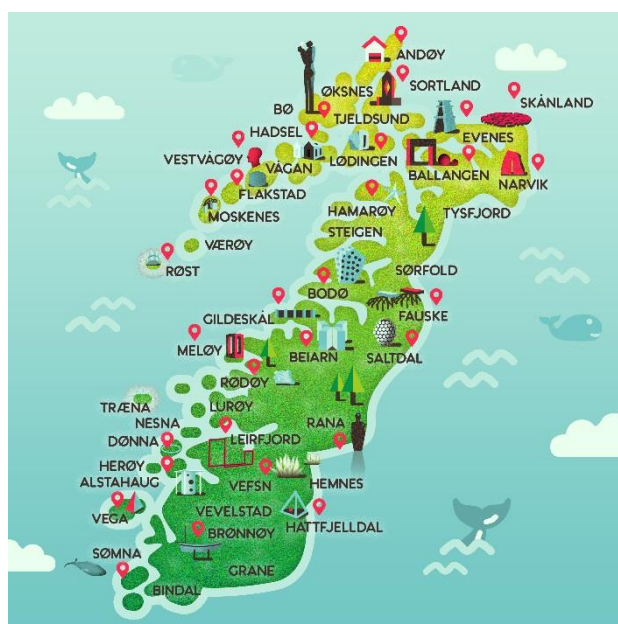 ANDØY
ØKSNES
SORTLAND
SKÅNLAND
BØ
TJELDSUND
HADSEL
EVENES
VESTVÅGØY
VÅGAN
LØDINGEN
BALLANGEN
NARVIK
FLAKSTAD
MOSKENES
HAMARØY
TYSFJORD
STEIGEN
VÆRØY
RØST
SØRFOLD
BODØ
GILDESKÅL
FAUSKE
MELØY
BEIARN
SALTDAL
RØDØY
TRÆNA
LURØY
NESNA
RANA
DØNNA
LEIRFJORD
HERØY
ALSTAHAUG
VEFSN
HEMNES
VEGA
VEVELSTAD
HATTFJELLDAL
BRØNNØY
SØMNA
GRANE
BINDAL